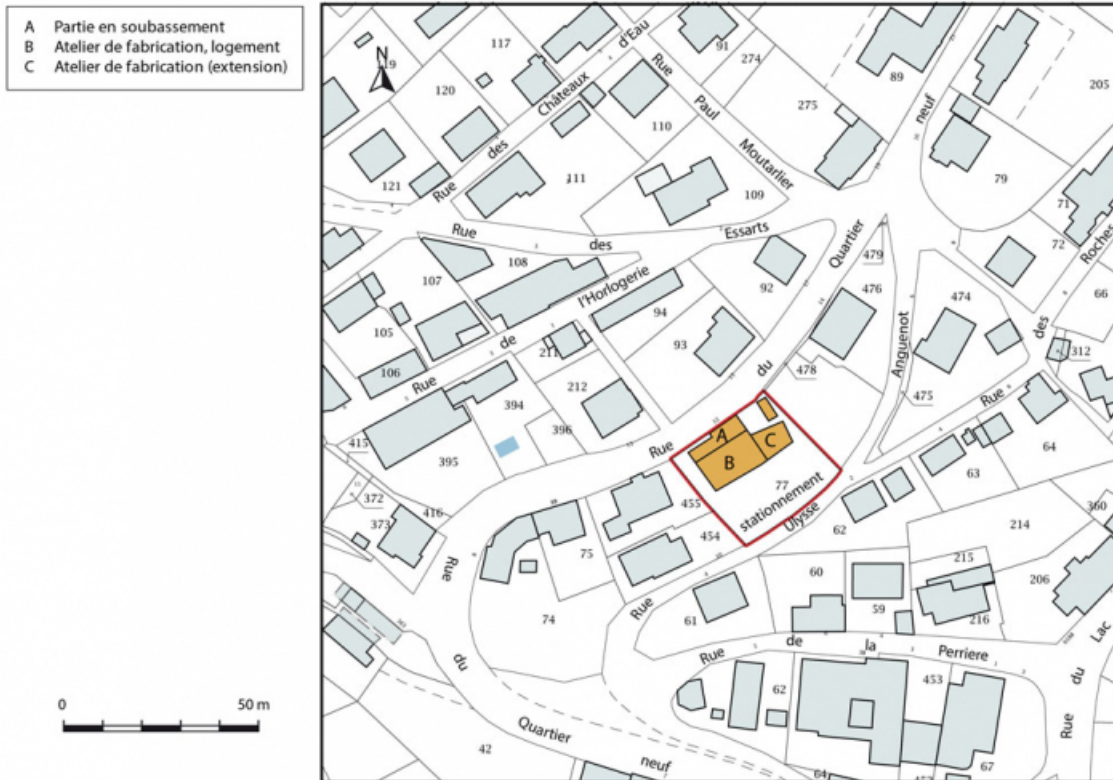 A Partie en soubassement
B Atelier de fabrication, logement
C Atelier de fabrication (extension)
N
19
117
120
121
Rue des Châteaux d'Eau
91
274
89
205
Rue Paul Moutarlier
275
110
111
109
79
71
72
66
Rue des Essarts
Quartier neuf
107
108
92
479
476
474
Roches
des
312
105
106
Rue de l'Horlogerie
94
93
211
212
394
396
395
415
478
475
Anguenot
Rue du
A
B
C
77
stationnement
Rue Ulysse
64
63
62
372
373
416
455
454
75
74
360
214
215
206
216
60
59
61
Rue
Rue de la Perriere
62
453
67
64
42
Rue du Quartier neuf
Rue du Lac
0 50 m